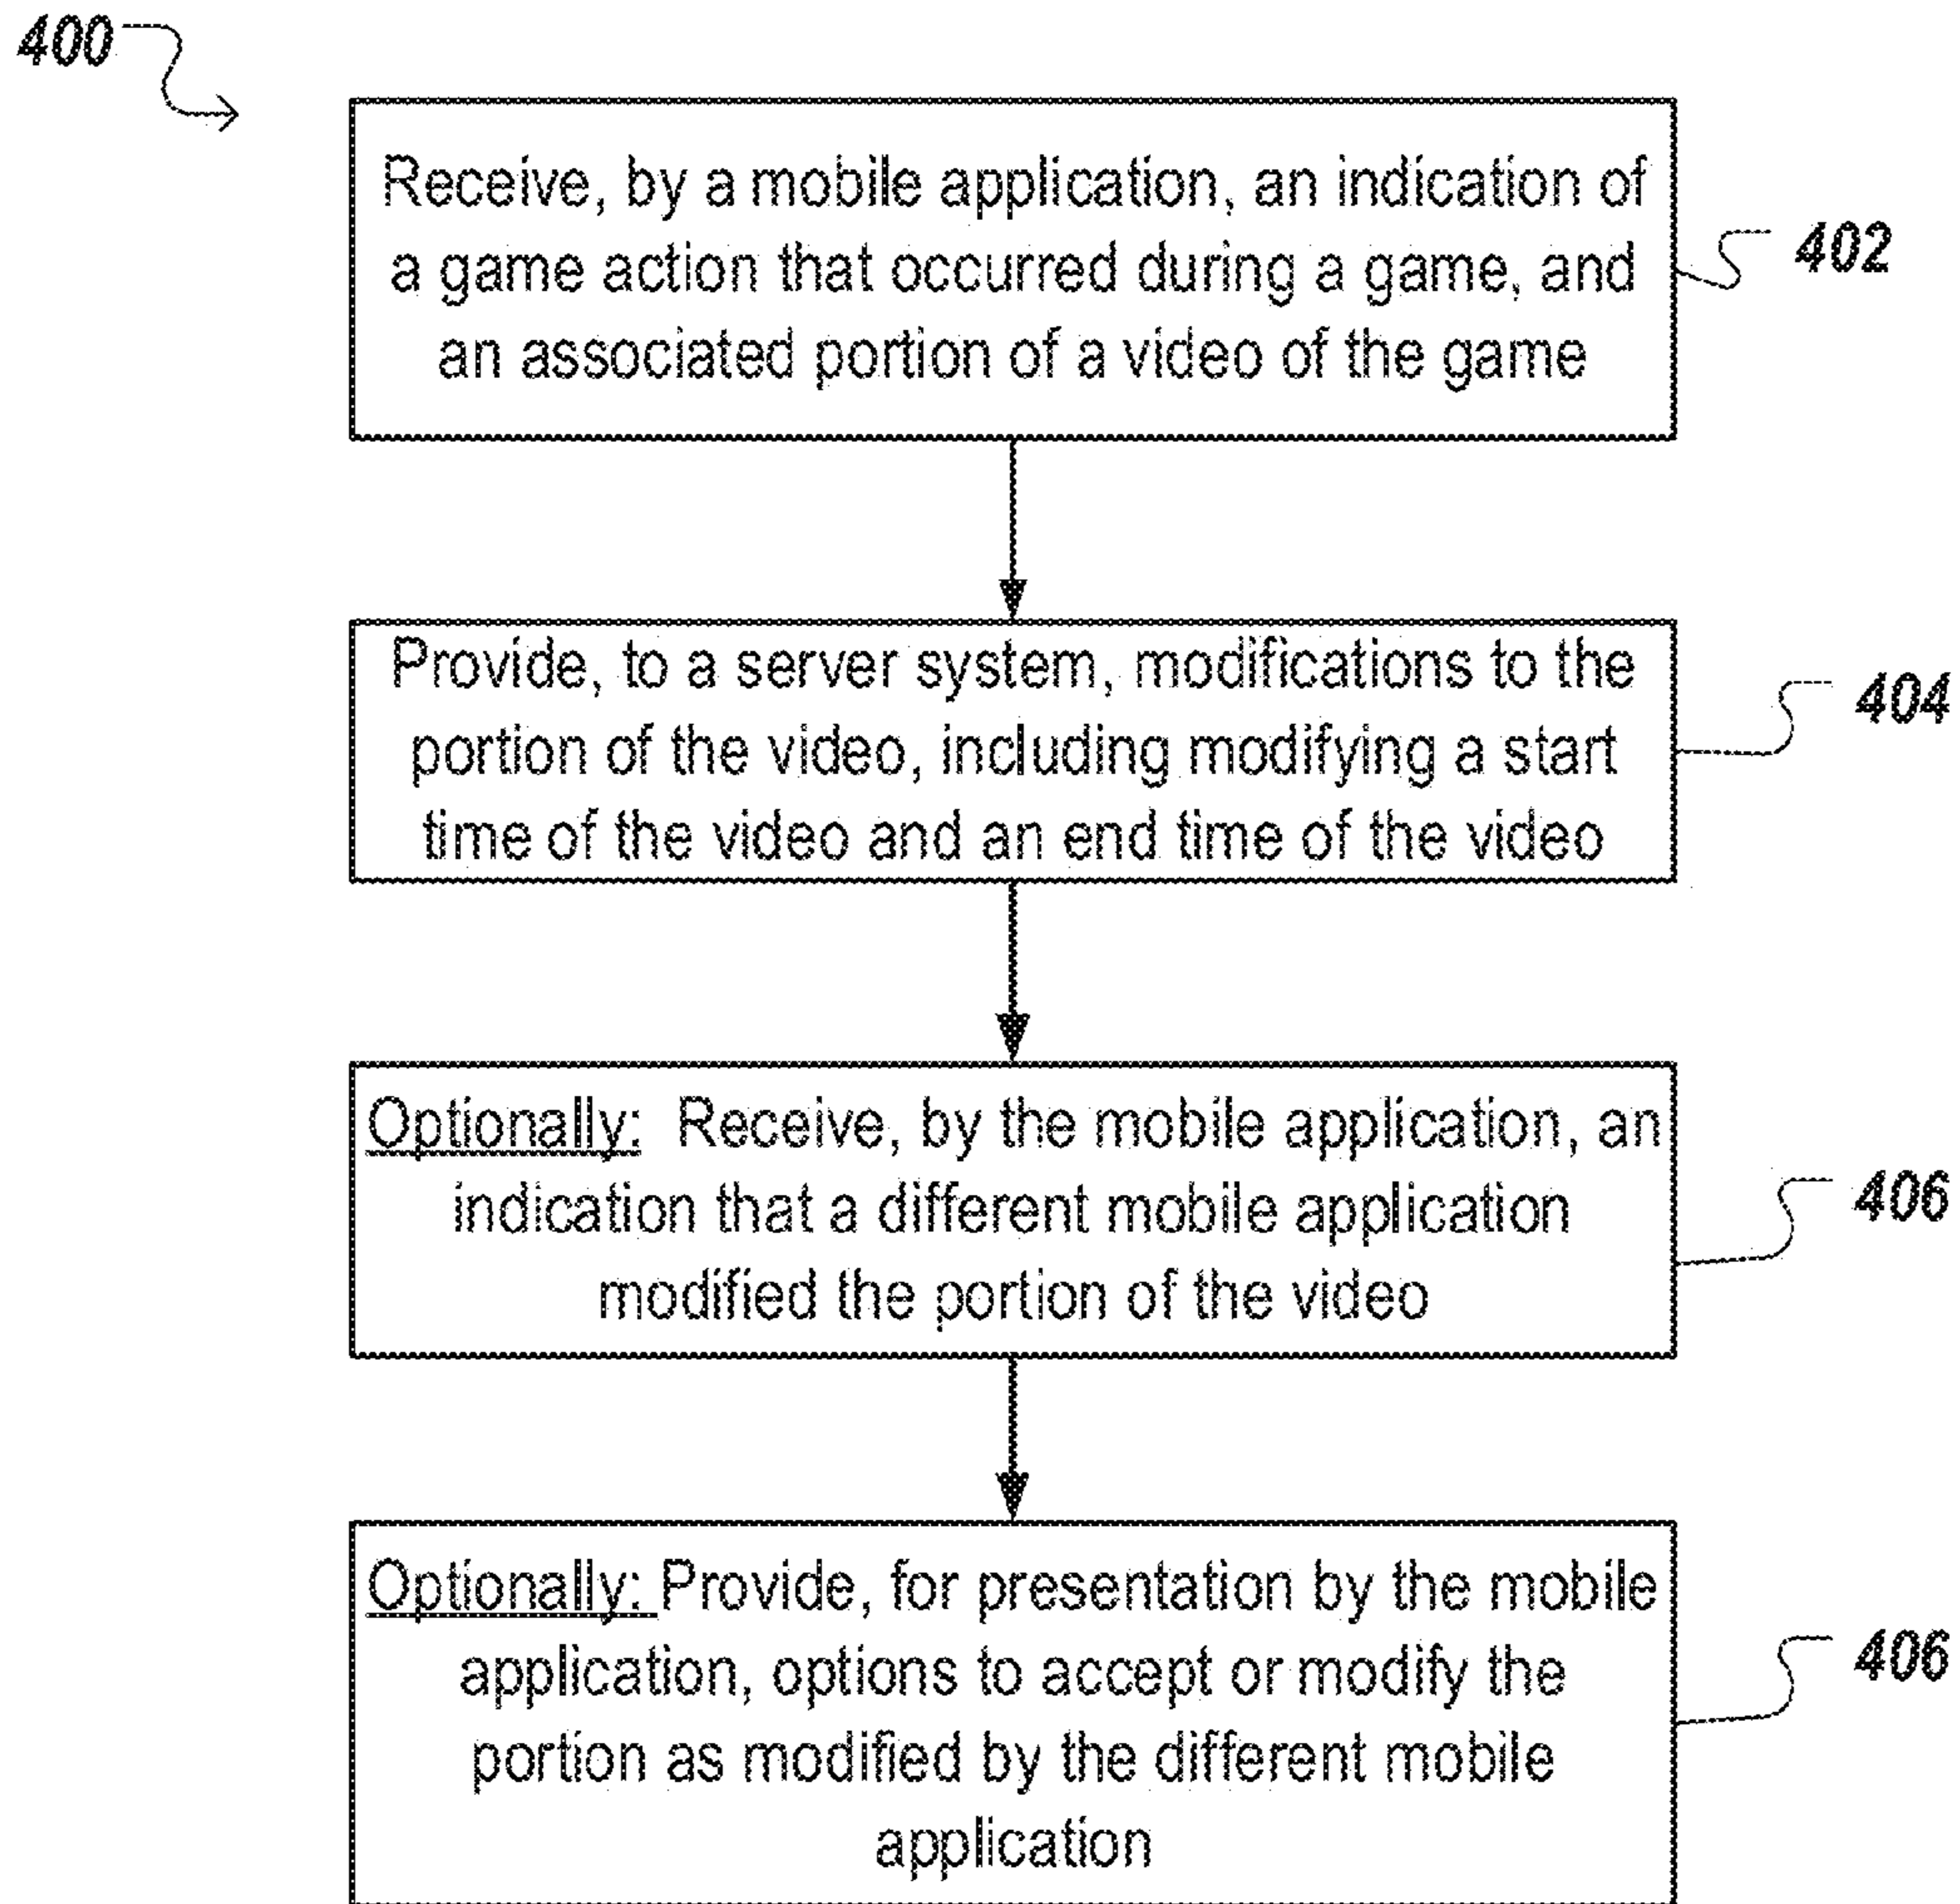 400
Receive, by a mobile application, an indication of
a game action that occurred during a game, and
an associated portion of a video of the game
402
Provide, to a server system, modifications to the
portion of the video, including modifying a start
time of the video and an end time of the video
404
Optionally: Receive, by the mobile application, an
indication that a different mobile application
modified the portion of the video
406
Optionally: Provide, for presentation by the mobile
application, options to accept or modify the
portion as modified by the different mobile
application
406